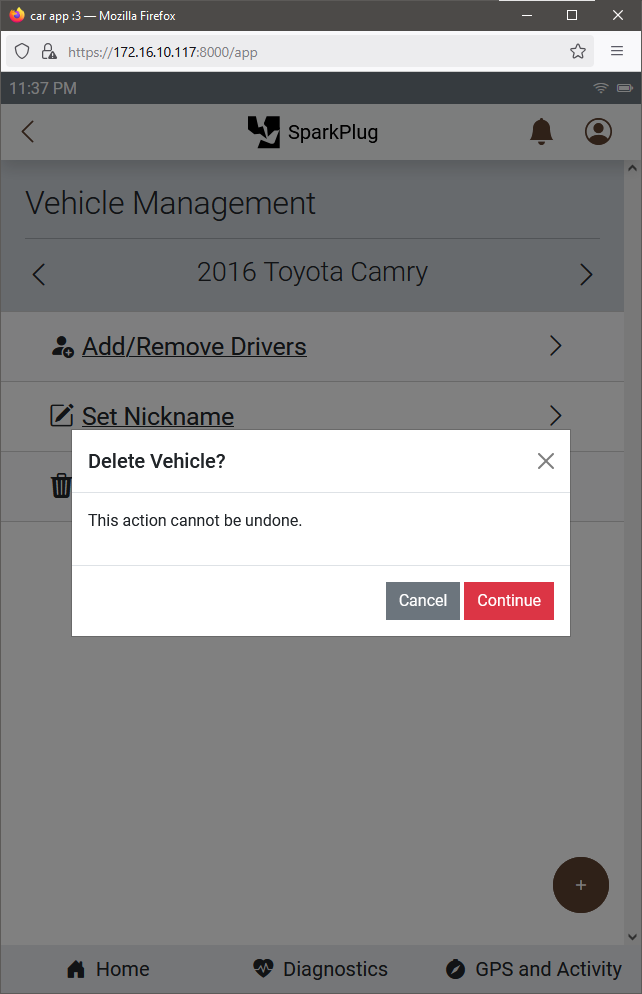 car app :3 — Mozilla Firefox
https://172.16.10.117:8000/app
11:37 PM
SparkPlug
Vehicle Management
2016 Toyota Camry
Add/Remove Drivers
Set Nickname
Delete Vehicle?
This action cannot be undone.
Cancel Continue
+
Home Diagnostics GPS and Activity